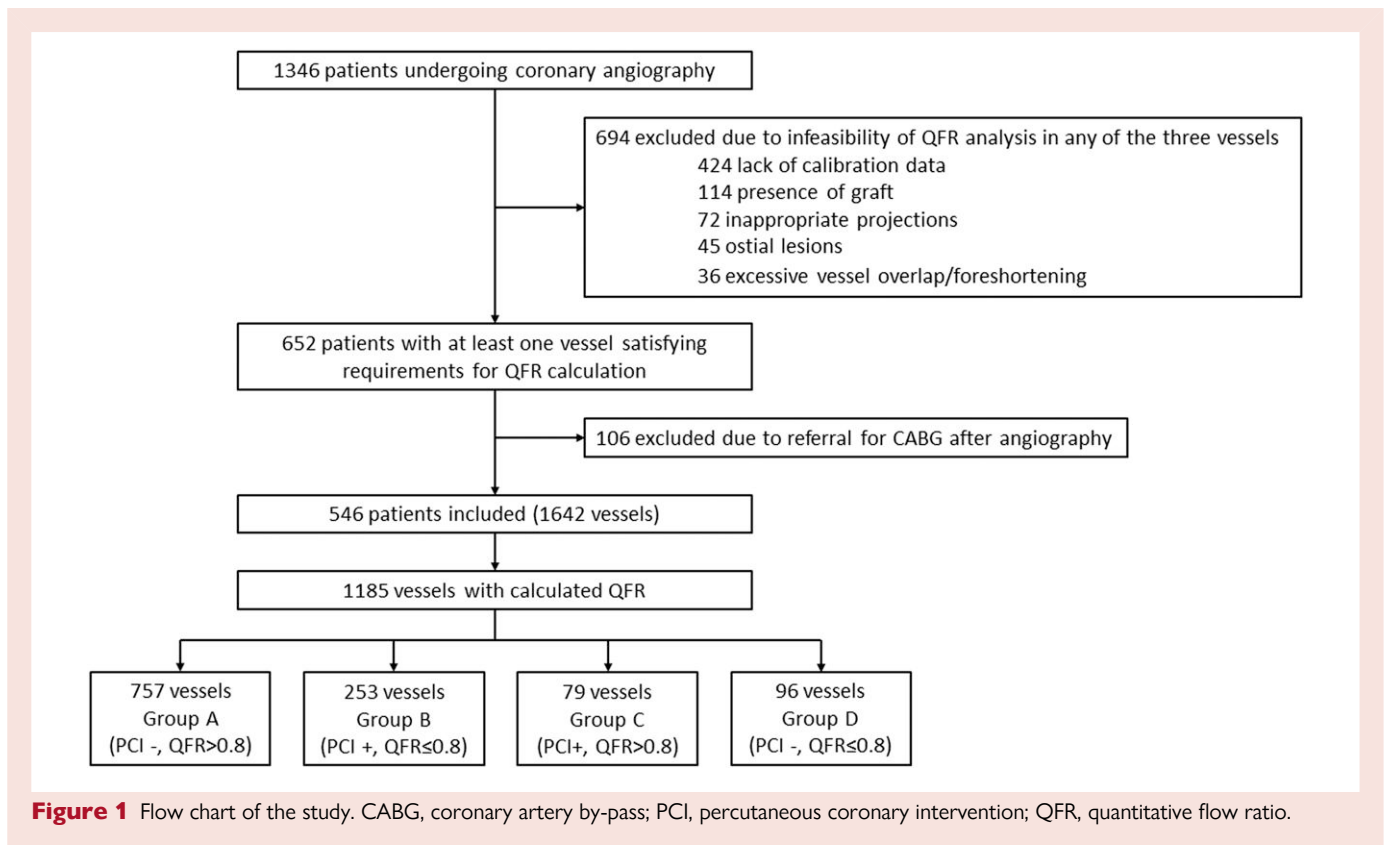 1346 patients undergoing coronary angiography
694 excluded due to infeasibility of QFR analysis in any of the three vessels
424 lack of calibration data
114 presence of graft
72 inappropriate projections
45 ostial lesions
36 excessive vessel overlap/foreshortening
652 patients with at least one vessel satisfying
requirements for QFR calculation
106 excluded due to referral for CABG after angiography
546 patients included (1642 vessels)
1185 vessels with calculated QFR
757 vessels
Group A
(PCI -, QFR>0.8)
253 vessels
Group B
(PCI +, QFR≤0.8)
79 vessels
Group C
(PCI+, QFR>0.8)
96 vessels
Group D
(PCI -, QFR≤0.8)
Figure 1 Flow chart of the study. CABG, coronary artery by-pass; PCI, percutaneous coronary intervention; QFR, quantitative flow ratio.